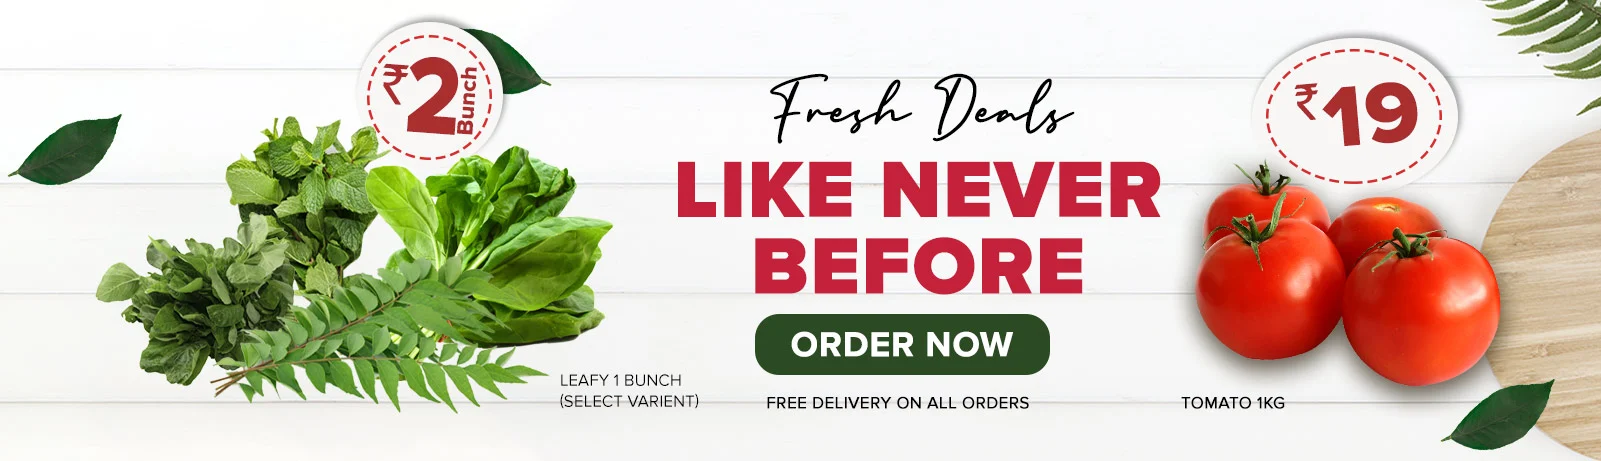 ₹2
Bunch
Fresh Deals
LIKE NEVER
BEFORE
ORDER NOW
FREE DELIVERY ON ALL ORDERS
LEAFY 1 BUNCH
(SELECT VARIENT)
₹19
TOMATO 1KG